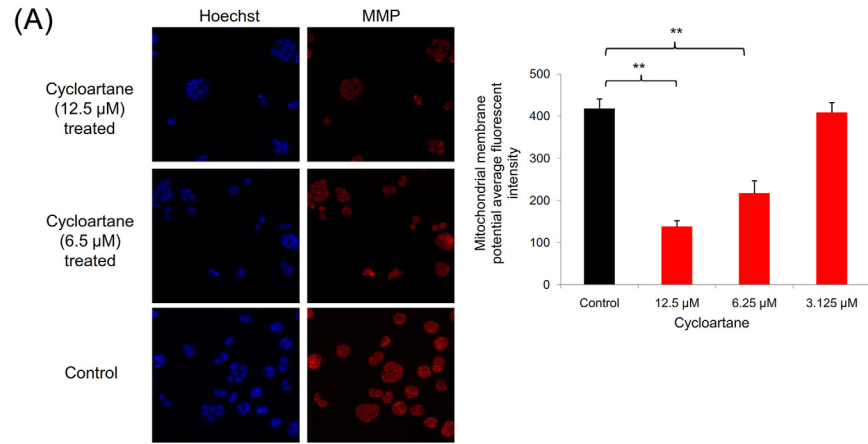 (A)
Hoechst
MMP
Cycloartane
(12.5 µM)
treated
Cycloartane
(6.5 µM)
treated
Control
**
**
Mitochondrial membrane
potential average fluorescent
intensity
500
400
300
200
100
0
Control
12.5 µM
6.25 µM
3.125 µM
Cycloartane